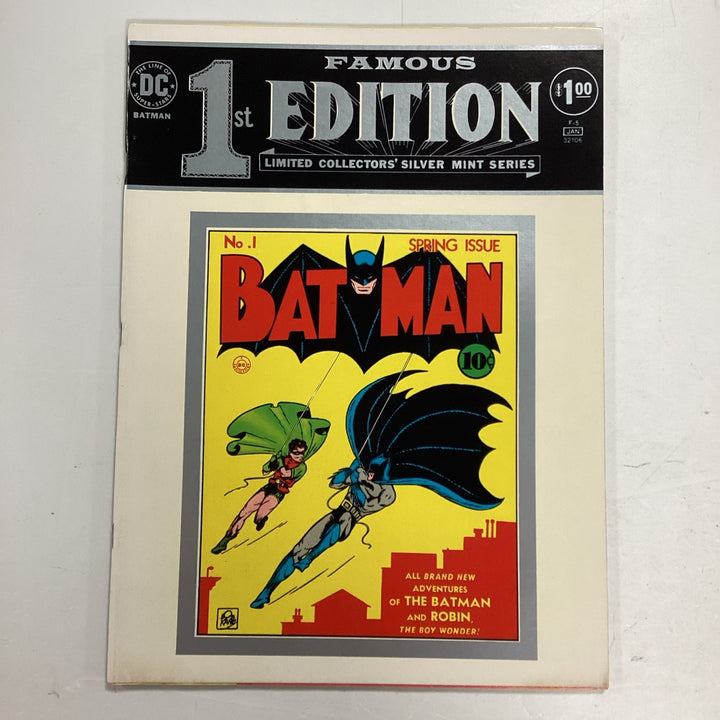 THE LINE OF
DC
SUPER-STARS
BATMAN
FAMOUS
1st EDITION
LIMITED COLLECTORS' SILVER MINT SERIES
$1.00
F-5
JAN
32106
No. 1
SPRING ISSUE
BATMAN
10¢
ALL BRAND NEW
ADVENTURES
OF THE BATMAN
AND ROBIN,
THE BOY WONDER!